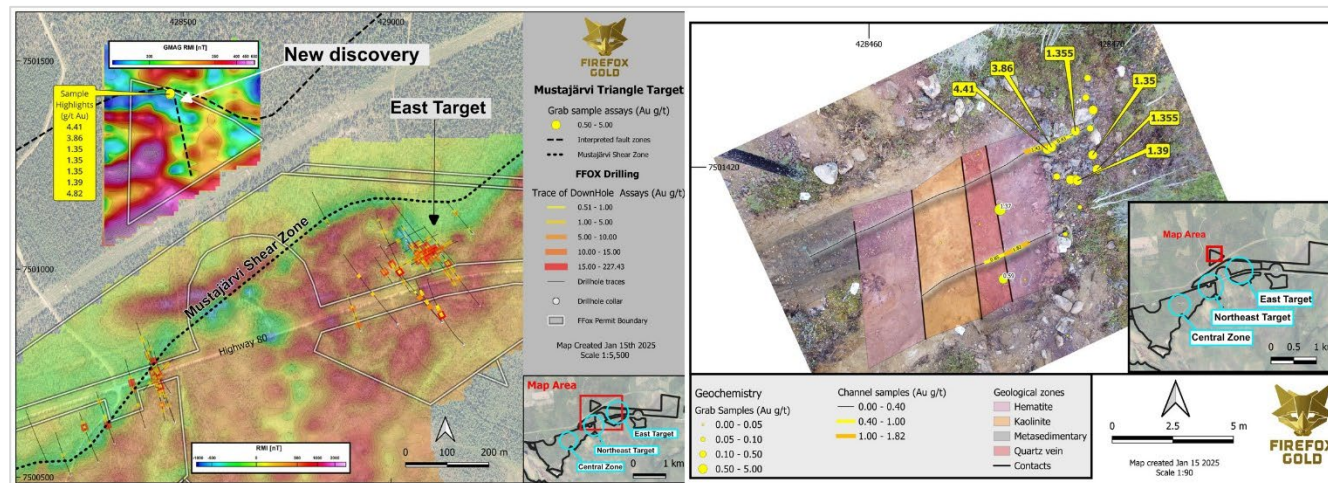 428500
429000
7501500
7501000
7500500
GMAG RMI [nT]
New discovery
Sample
Highlights
(g/t Au)
4.41
3.86
1.35
1.35
1.39
4.82
East Target
Mustajärvi Shear Zone
Highway 80
RMI [nT]
0 100 200 m
FIREFOX
GOLD
Mustajärvi Triangle Target
Grab sample assays (Au g/t)
0.50 - 5.00
Interpreted fault zones
Mustajärvi Shear Zone
FFOX Drilling
Trace of DownHole Assays (Au g/t)
0.51 - 1.00
1.00 - 5.00
5.00 - 10.00
10.00 - 15.00
15.00 - 227.43
Drillhole traces
Drillhole collar
FFox Permit Boundary
Map Created Jan 15th 2025
Scale 1:5,500
Map Area
East Target
Northeast Target
Central Zone
0 1 km
428460
428470
7501420
4.41
3.86
1.355
1.35
1.355
1.39
Map Area
East Target
Northeast Target
Central Zone
0 0.5 1 km
Geochemistry
Grab Samples (Au g/t)
0.00 - 0.05
0.05 - 0.10
0.10 - 0.50
0.50 - 5.00
Channel samples (Au g/t)
0.00 - 0.40
0.40 - 1.00
1.00 - 1.82
Geological zones
Hematite
Kaolinite
Metasedimentary
Quartz vein
Contacts
0 2.5 5 m
Map created Jan 15 2025
Scale 1:90
FIREFOX
GOLD